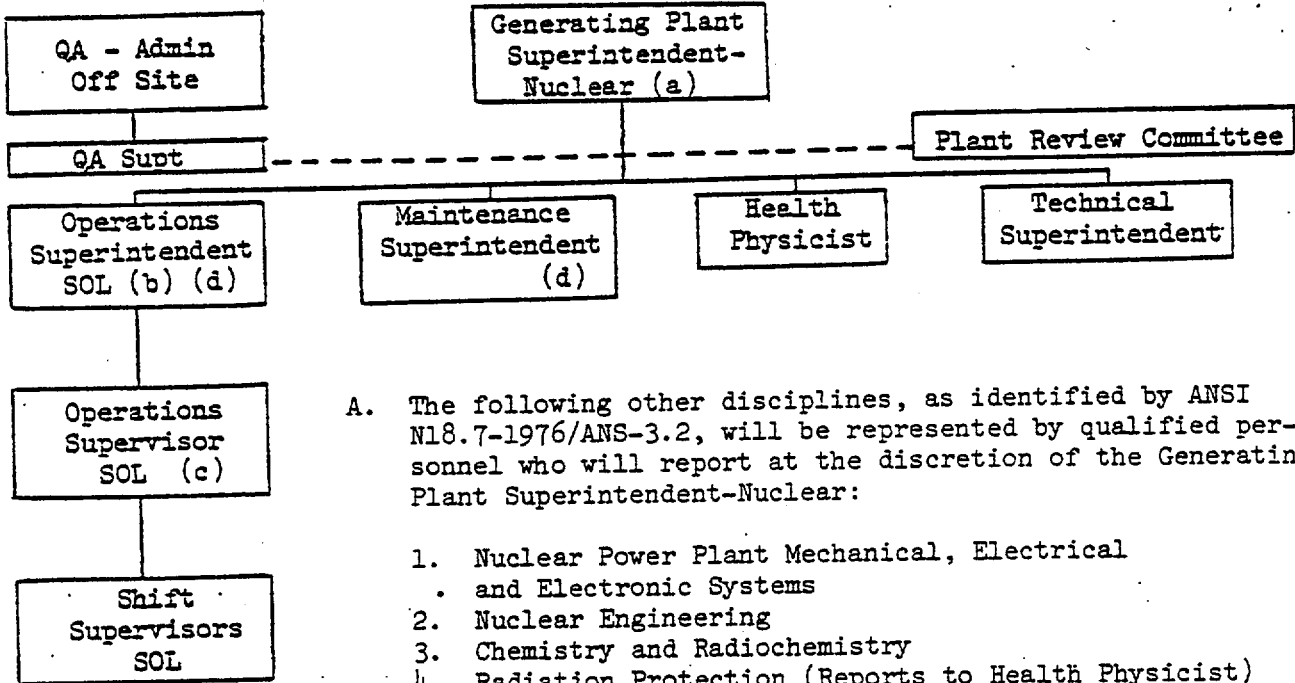 QA - Admin
Off Site
Generating Plant
Superintendent-
Nuclear (a)
QA Supt
Plant Review Committee
Operations
Superintendent
SOL (b) (d)
Maintenance
Superintendent
(d)
Health
Physicist
Technical
Superintendent
Operations
Supervisor
SOL (c)
Shift
Supervisors
SOL
A. The following other disciplines, as identified by ANSI
N18.7-1976/ANS-3.2, will be represented by qualified per-
sonnel who will report at the discretion of the Generatin
Plant Superintendent-Nuclear:
1. Nuclear Power Plant Mechanical, Electrical
and Electronic Systems
2. Nuclear Engineering
3. Chemistry and Radiochemistry
4. Radiation Protection (Reports to Health Physicist)